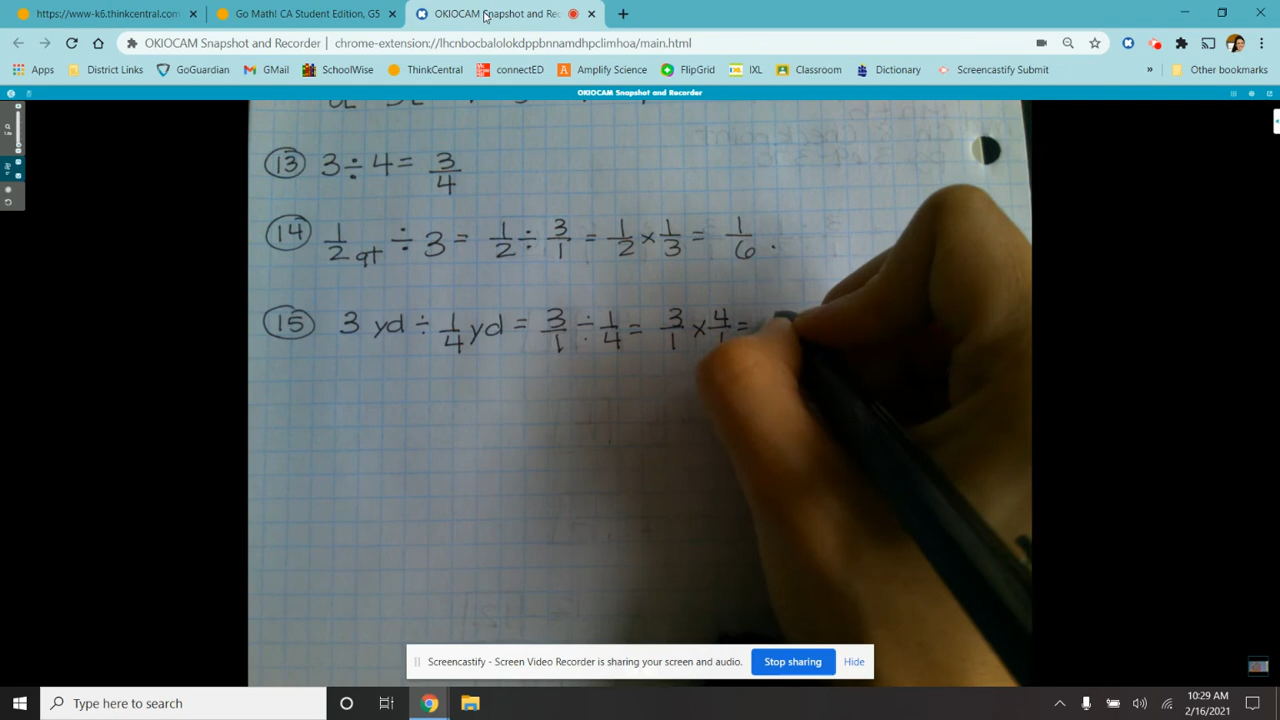 https://www-k6.thinkcentral.com
Go Math! CA Student Edition, G5
OKIOCAM Snapshot and Rec
OKIOCAM Snapshot and Recorder | chrome-extension://lhcnbocbalolokdppbnnamdhpclimhoa/main.html
Apps District Links GoGuardian GMail SchoolWise ThinkCentral connectED Amplify Science FlipGrid IXL Classroom Dictionary Screencastify Submit » Other bookmarks
OKIOCAM Snapshot and Recorder
13 3 ÷ 4 = 3/4
14 1/2 qt ÷ 3 = 1/2 ÷ 3/1 = 1/2 × 1/3 = 1/6 .
15 3 yd ÷ 1/4 yd = 3/1 ÷ 1/4 = 3/1 × 4/1 =
Screencastify - Screen Video Recorder is sharing your screen and audio. Stop sharing Hide
Type here to search
10:29 AM
2/16/2021